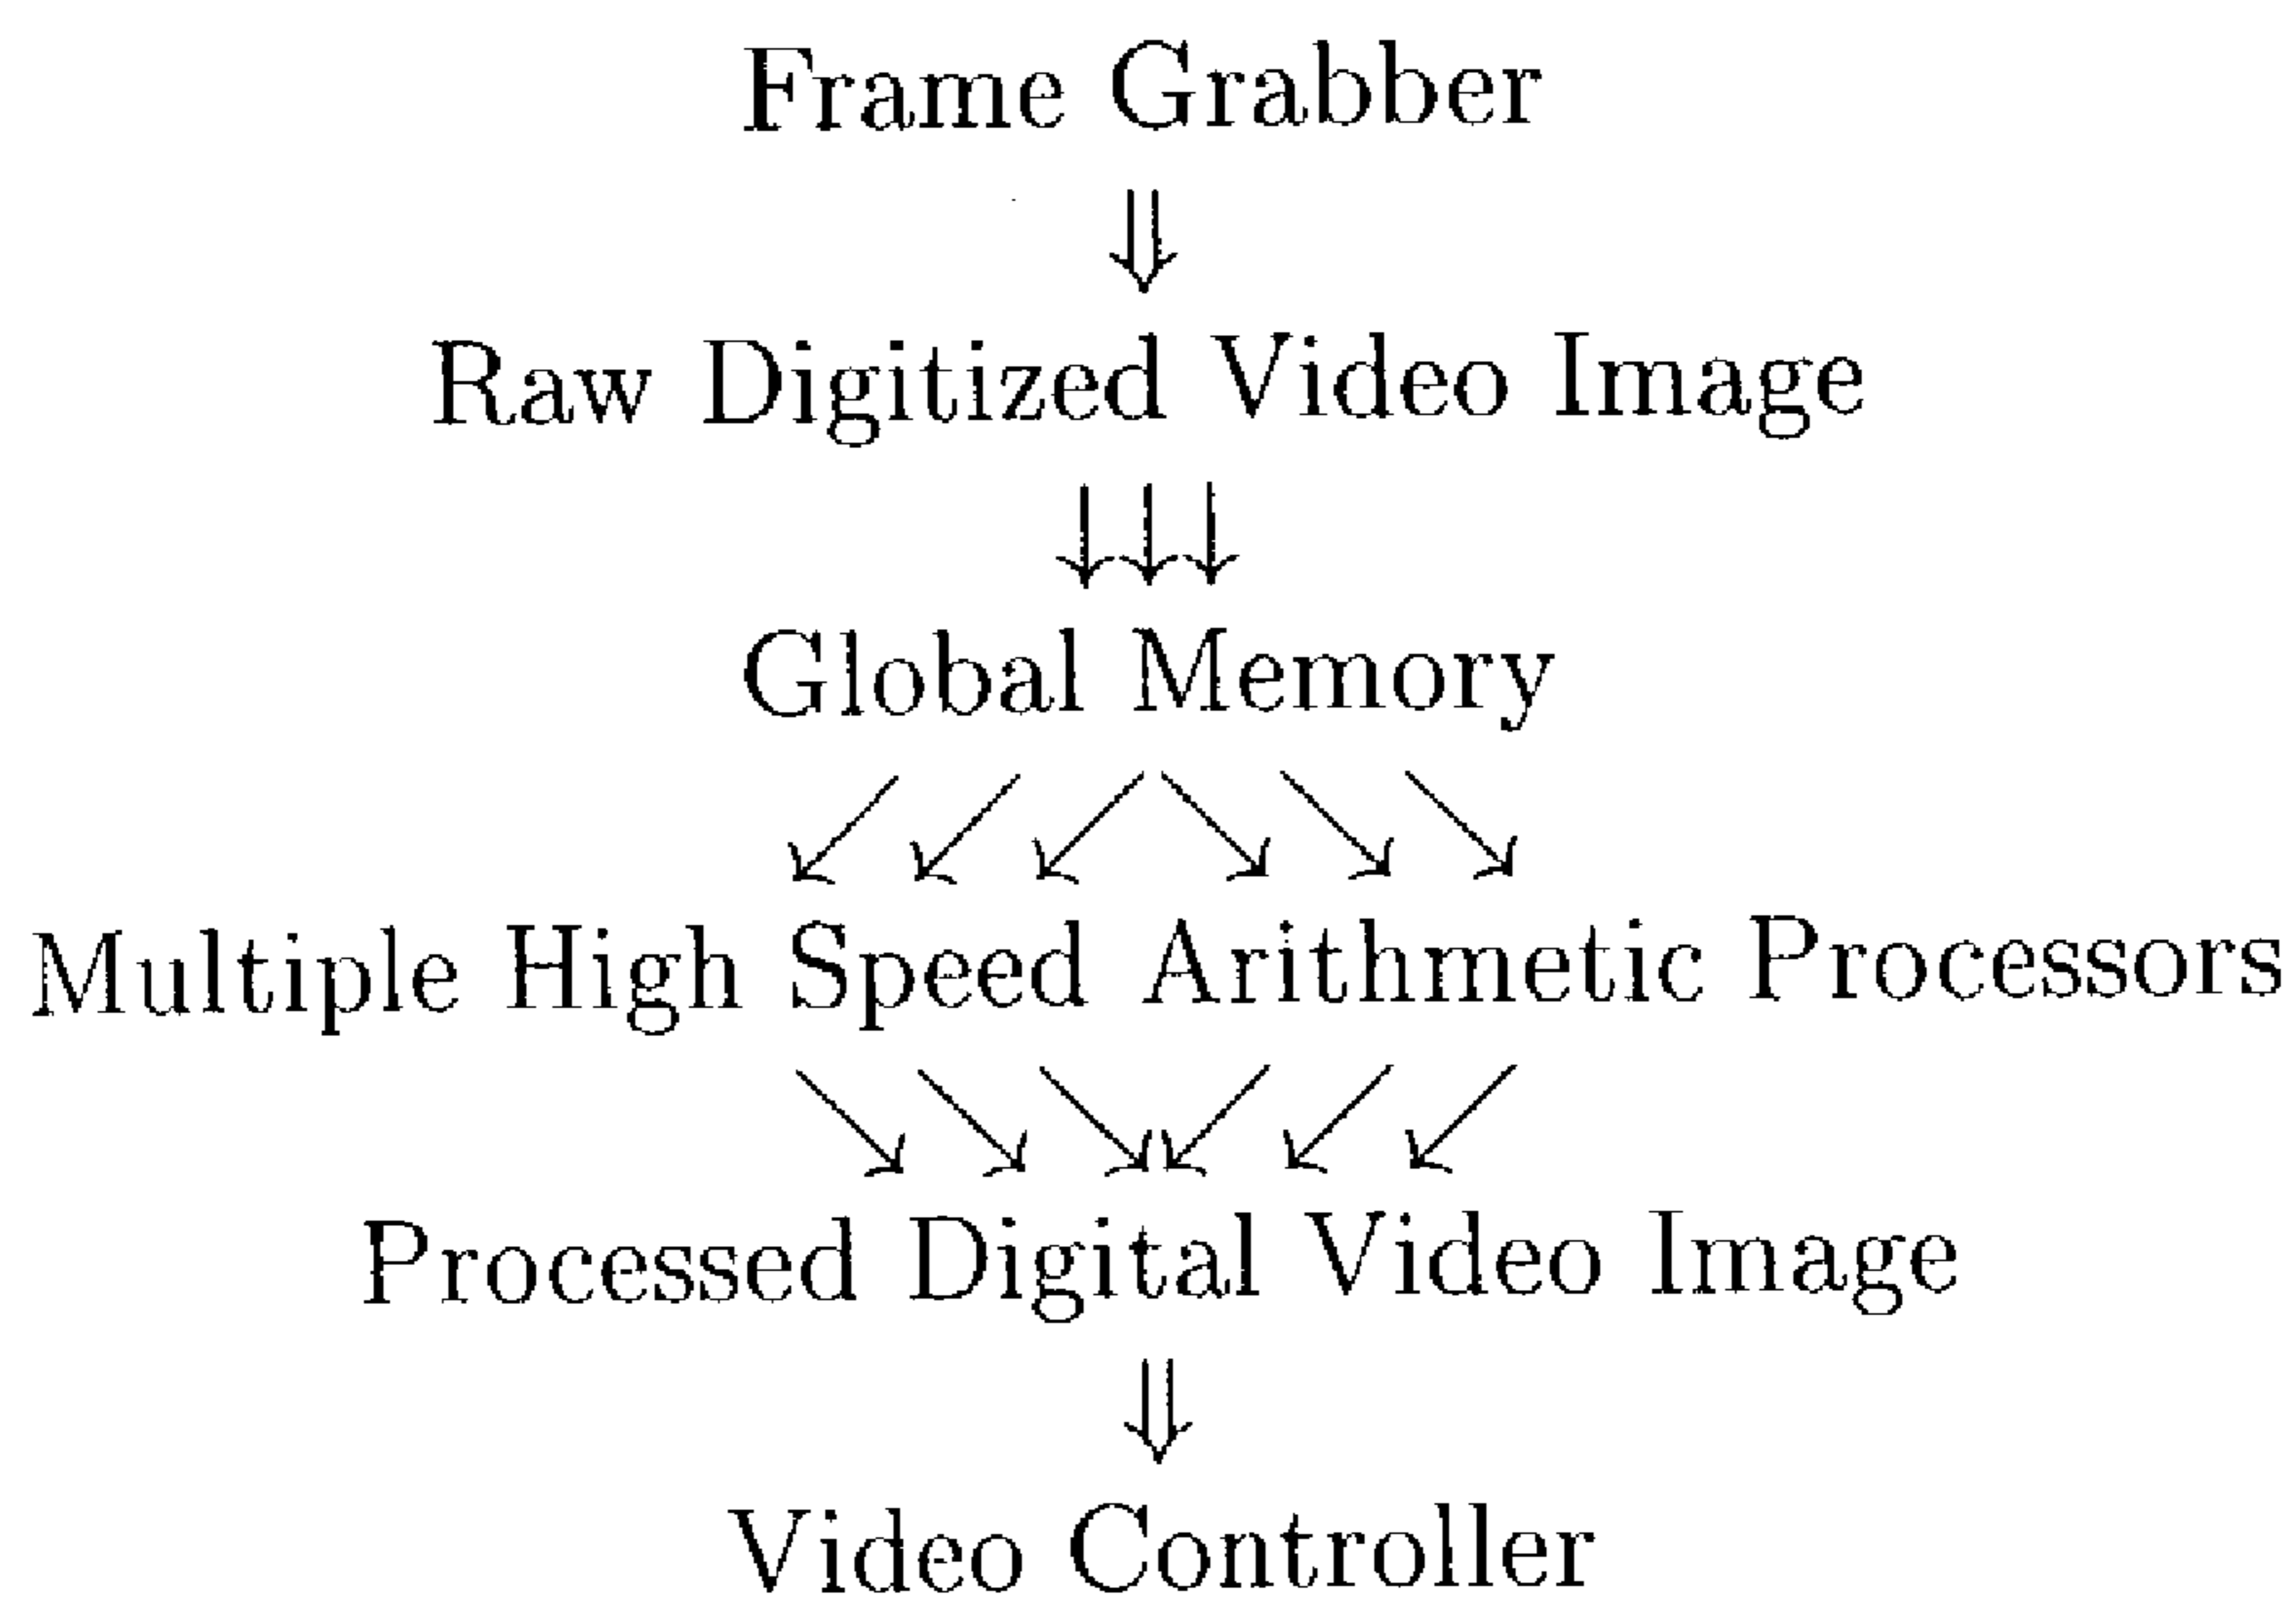 Frame Grabber
Raw Digitized Video Image
Global Memory
Multiple High Speed Arithmetic Processors
Processed Digital Video Image
Video Controller